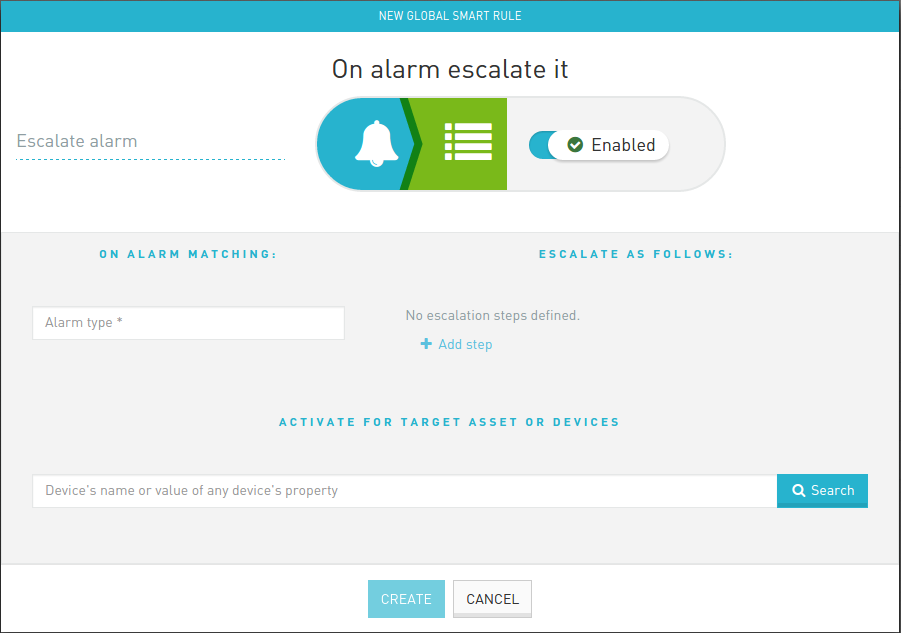 NEW GLOBAL SMART RULE
On alarm escalate it
Escalate alarm
Enabled
ON ALARM MATCHING:
ESCALATE AS FOLLOWS:
Alarm type *
No escalation steps defined.
Add step
ACTIVATE FOR TARGET ASSET OR DEVICES
Device's name or value of any device's property
Search
CREATE
CANCEL